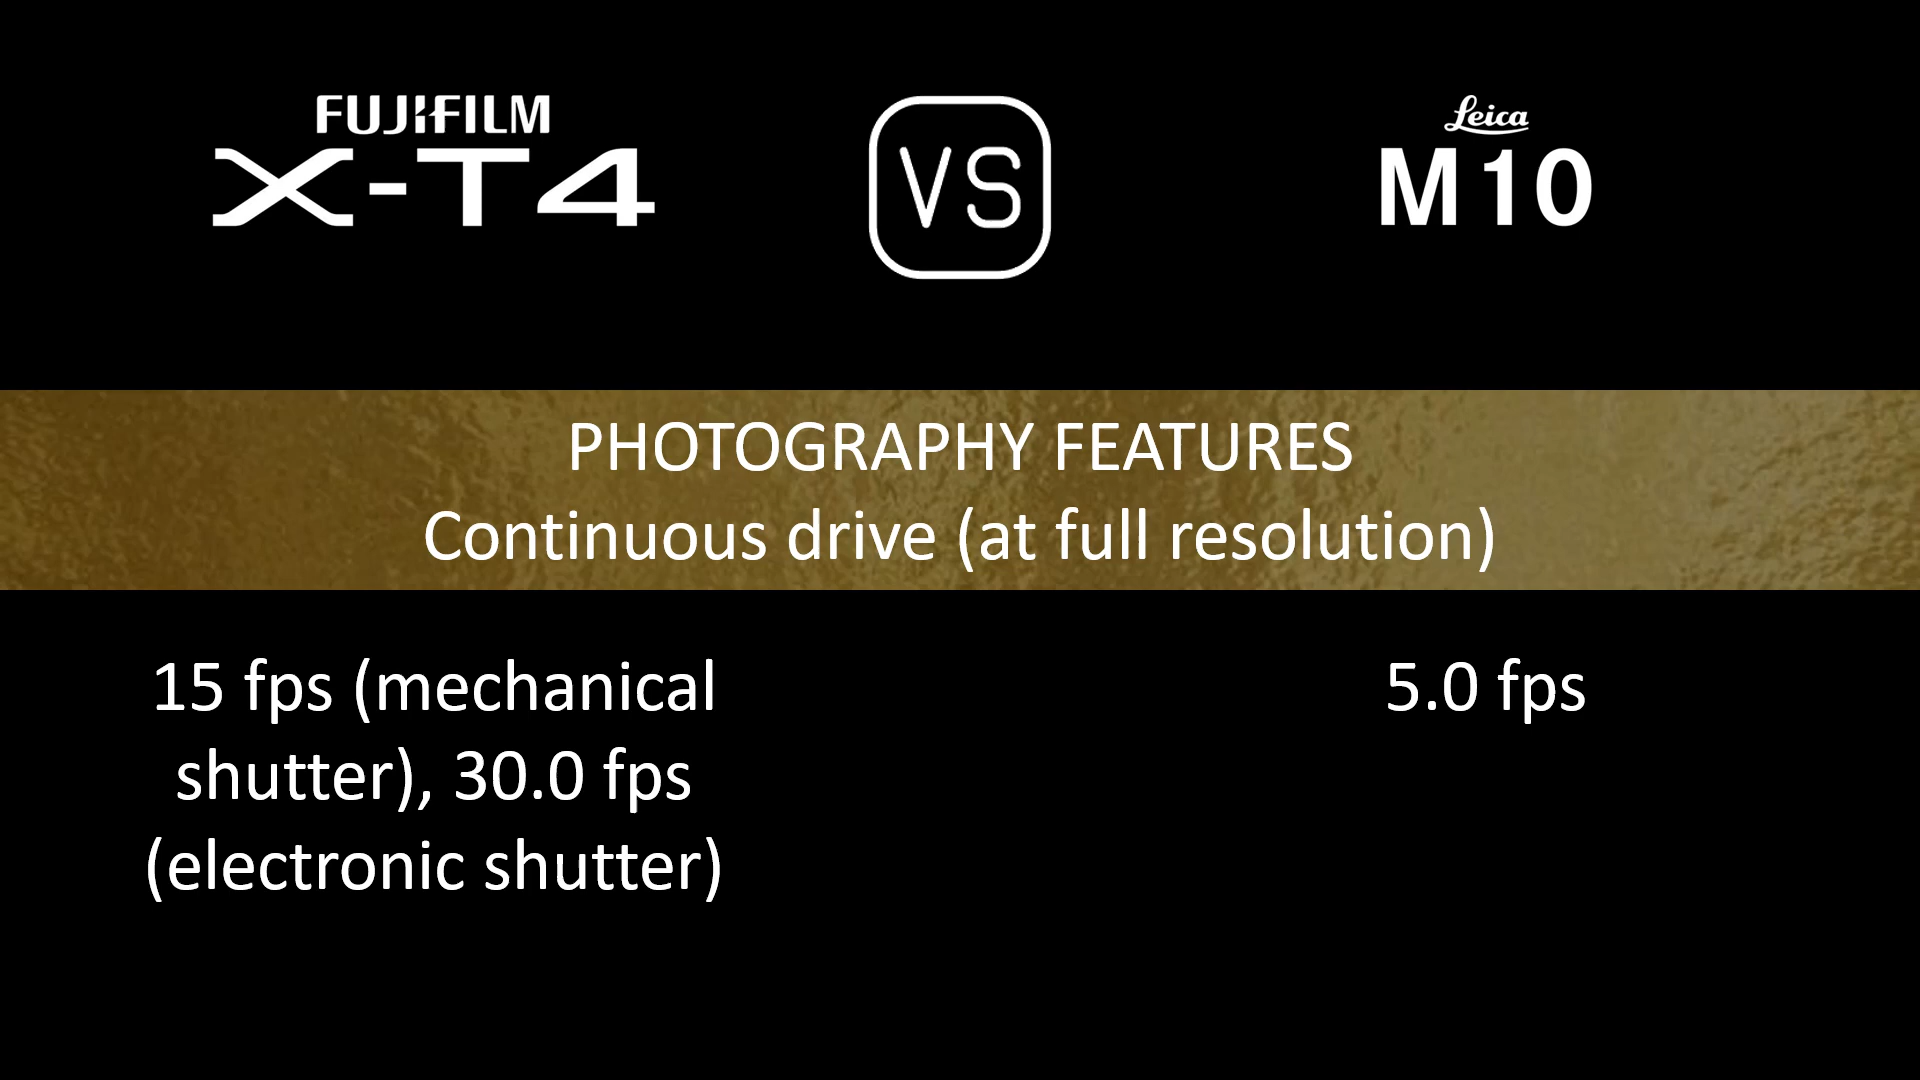 FUJIFILM
X-T4
VS
Leica
M10
PHOTOGRAPHY FEATURES
Continuous drive (at full resolution)
15 fps (mechanical
shutter), 30.0 fps
(electronic shutter)
5.0 fps